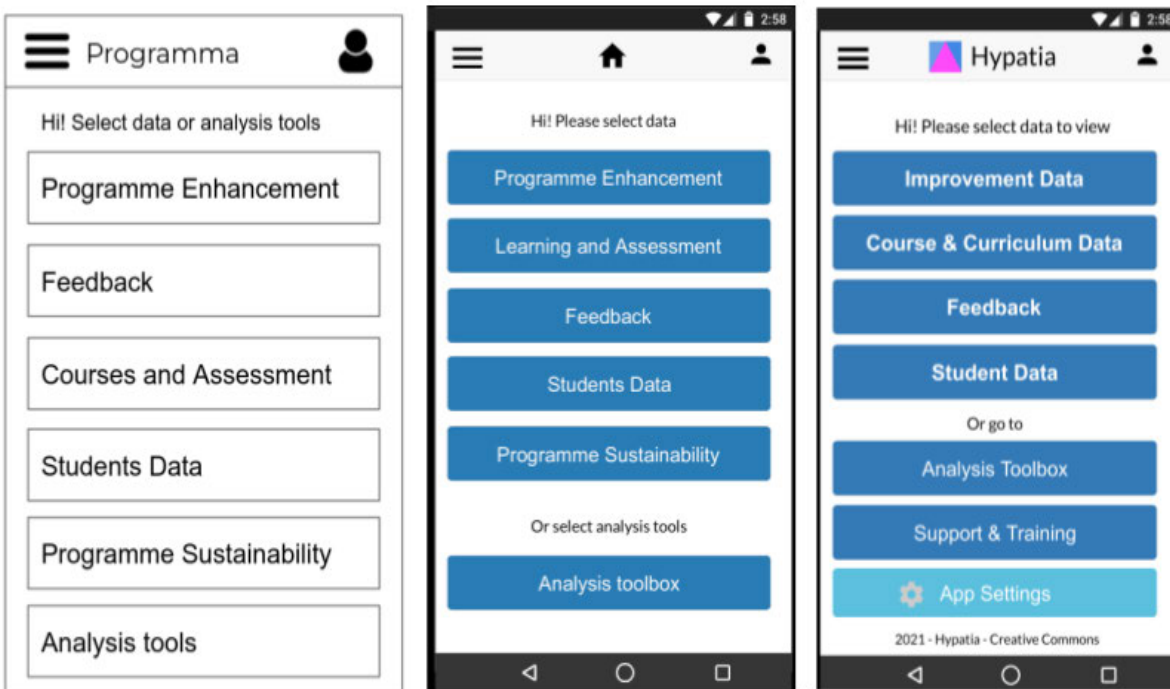 Programma
Hi! Select data or analysis tools
Programme Enhancement
Feedback
Courses and Assessment
Students Data
Programme Sustainability
Analysis tools
2:58
Hi! Please select data
Programme Enhancement
Learning and Assessment
Feedback
Students Data
Programme Sustainability
Or select analysis tools
Analysis toolbox
2:58
Hypatia
Hi! Please select data to view
Improvement Data
Course & Curriculum Data
Feedback
Student Data
Or go to
Analysis Toolbox
Support & Training
App Settings
2021 - Hypatia - Creative Commons